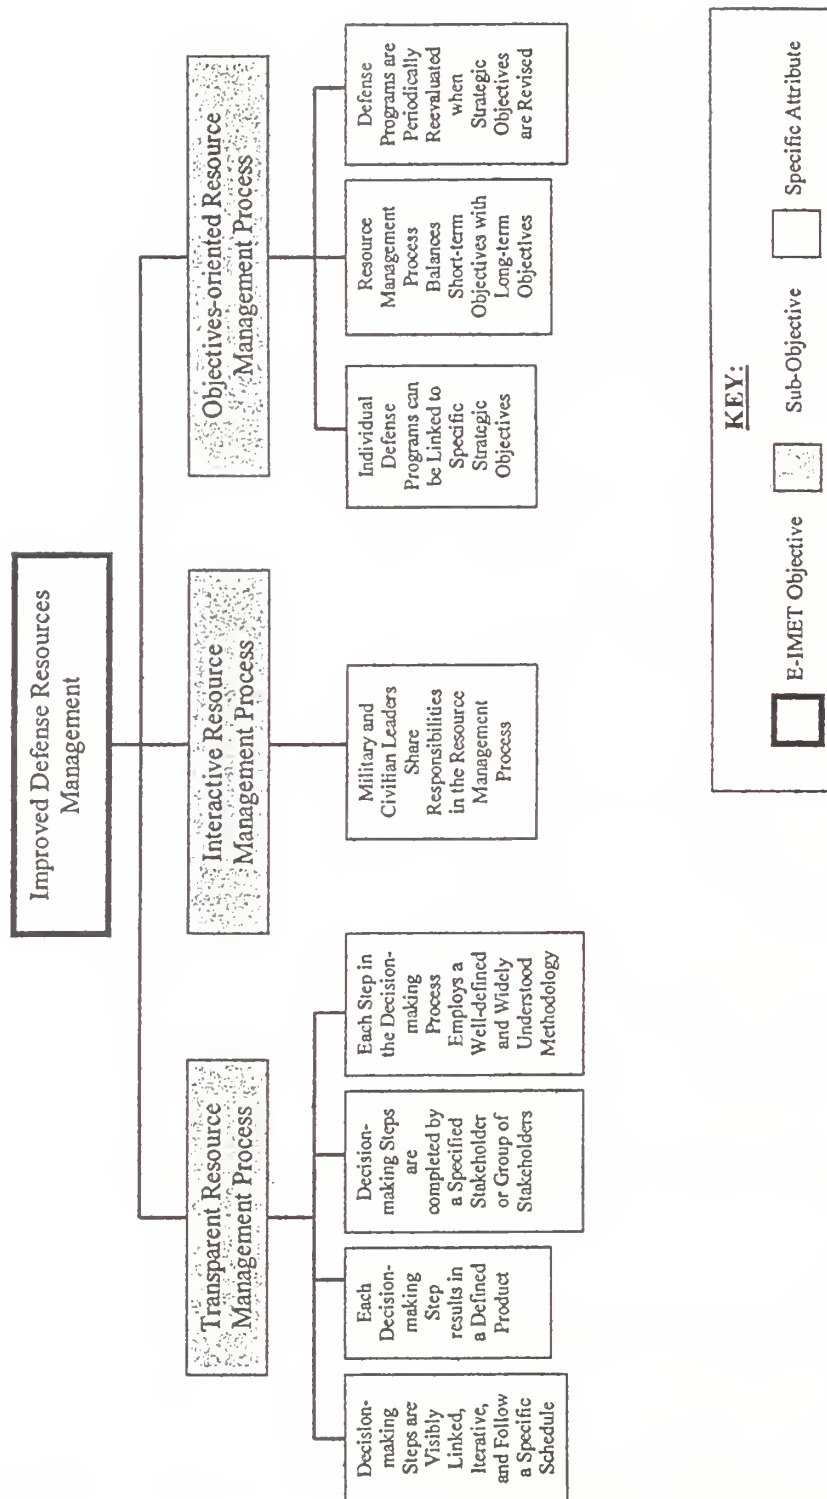 Improved Defense Resources
Management
Transparent Resource
Management Process
Interactive Resource
Management Process
Objectives-oriented Resource
Management Process
Decision-
making
Steps are
Visibly
Linked,
Iterative,
and Follow
a Specific
Schedule
Each
Decision-
making
Step
results in
a Defined
Product
Decision-
making Steps
are
completed by
a Specified
Stakeholder
or Group of
Stakeholders
Each Step in
the Decision-
making
Process
Employs a
Well-defined
and Widely
Understood
Methodology
Military and
Civilian Leaders
Share
Responsibilities
in the Resource
Management
Process
Individual
Defense
Programs can
be Linked to
Specific
Strategic
Objectives
Resource
Management
Process
Balances
Short-term
Objectives with
Long-term
Objectives
Defense
Programs are
Periodically
Reevaluated
when
Strategic
Objectives
are Revised
KEY:
E-IMET Objective
Sub-Objective
Specific Attribute